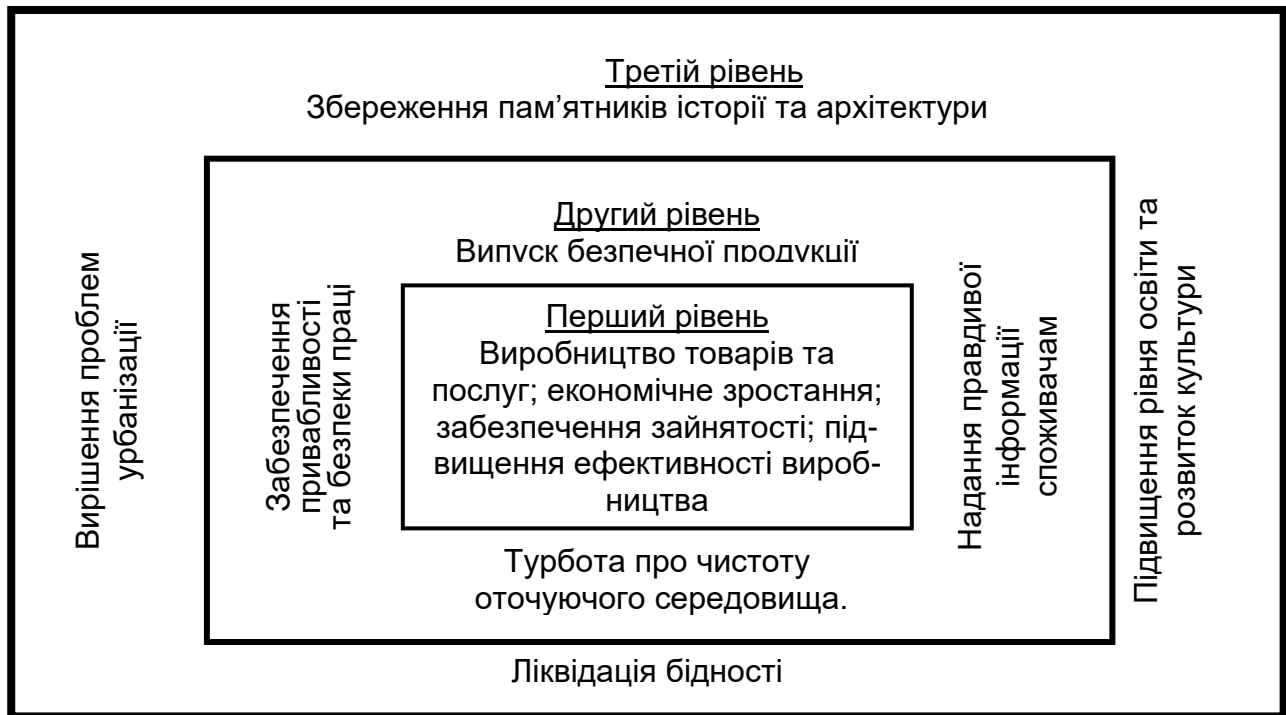 Третій рівень
Збереження пам’ятників історії та архітектури
Вирішення проблем
урбанізації
Другий рівень
Випуск безпечної продукції
Забезпечення
привабливості
та безпеки праці
Перший рівень
Виробництво товарів та
послуг; економічне зростання;
забезпечення зайнятості; під-
вищення ефективності вироб-
ництва
Надання правдивої
інформації
споживачам
Турбота про чистоту
оточуючого середовища.
Підвищення рівня освіти та
розвиток культури
Ліквідація бідності